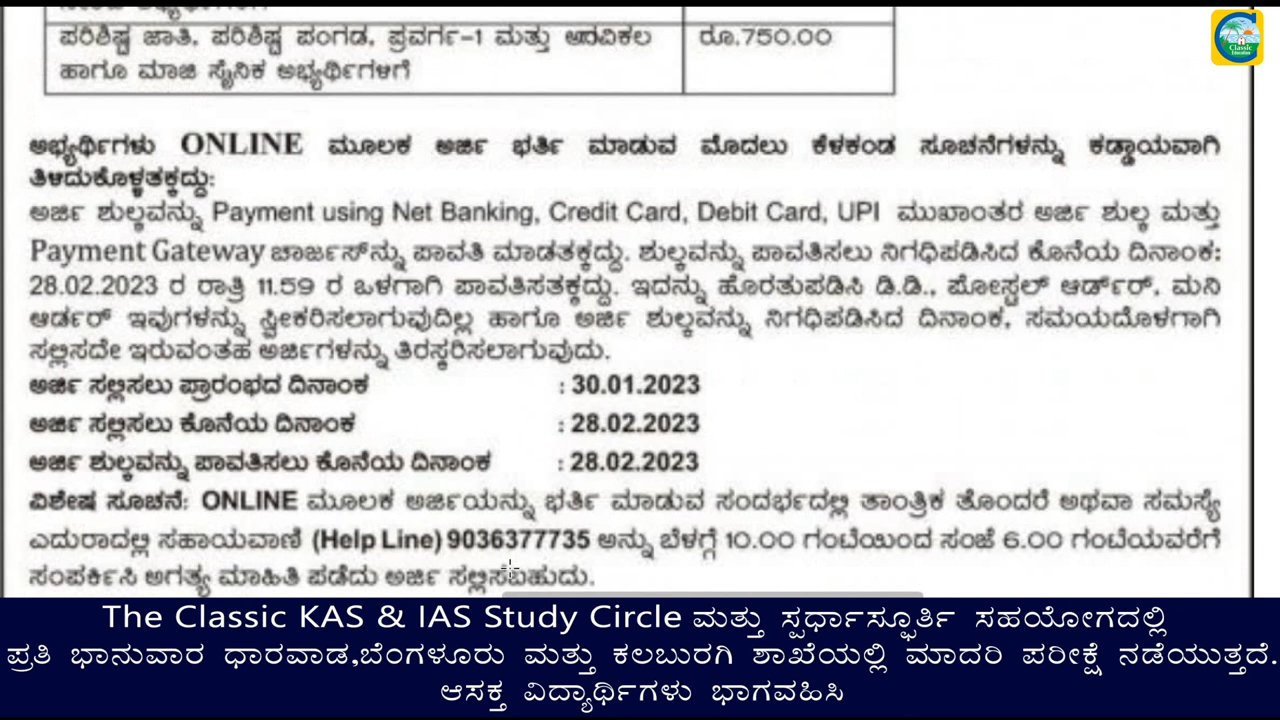 ಪರಿಶಿಷ್ಟ ಜಾತಿ, ಪರಿಶಿಷ್ಟ ಪಂಗಡ, ಪ್ರವರ್ಗ-1 ಮತ್ತು ಅಂಗವಿಕಲ ರೂ.750.00
ಹಾಗೂ ಮಾಜಿ ಸೈನಿಕ ಅಭ್ಯರ್ಥಿಗಳಿಗೆ
Classic
Education
ಅಭ್ಯರ್ಥಿಗಳು ONLINE ಮೂಲಕ ಅರ್ಜಿ ಭರ್ತಿ ಮಾಡುವ ಮೊದಲು ಕೆಳಕಂಡ ಸೂಚನೆಗಳನ್ನು ಕಡ್ಡಾಯವಾಗಿ
ತಿಳಿದುಕೊಳ್ಳತಕ್ಕದ್ದು:
ಅರ್ಜಿ ಶುಲ್ಕವನ್ನು Payment using Net Banking, Credit Card, Debit Card, UPI ಮುಖಾಂತರ ಅರ್ಜಿ ಶುಲ್ಕ ಮತ್ತು
Payment Gateway ಚಾರ್ಜಸ್‌ನ್ನು ಪಾವತಿ ಮಾಡತಕ್ಕದ್ದು. ಶುಲ್ಕವನ್ನು ಪಾವತಿಸಲು ನಿಗಧಿಪಡಿಸಿದ ಕೊನೆಯ ದಿನಾಂಕ:
28.02.2023 ರ ರಾತ್ರಿ 11.59 ರ ಒಳಗಾಗಿ ಪಾವತಿಸತಕ್ಕದ್ದು. ಇದನ್ನು ಹೊರತುಪಡಿಸಿ ಡಿ.ಡಿ., ಪೋಸ್ಟಲ್ ಆರ್ಡರ್, ಮನಿ
ಆರ್ಡರ್ ಇವುಗಳನ್ನು ಸ್ವೀಕರಿಸಲಾಗುವುದಿಲ್ಲ ಹಾಗೂ ಅರ್ಜಿ ಶುಲ್ಕವನ್ನು ನಿಗಧಿಪಡಿಸಿದ ದಿನಾಂಕ, ಸಮಯದೊಳಗಾಗಿ
ಸಲ್ಲಿಸದೇ ಇರುವಂತಹ ಅರ್ಜಿಗಳನ್ನು ತಿರಸ್ಕರಿಸಲಾಗುವುದು.
ಅರ್ಜಿ ಸಲ್ಲಿಸಲು ಪ್ರಾರಂಭದ ದಿನಾಂಕ : 30.01.2023
ಅರ್ಜಿ ಸಲ್ಲಿಸಲು ಕೊನೆಯ ದಿನಾಂಕ : 28.02.2023
ಅರ್ಜಿ ಶುಲ್ಕವನ್ನು ಪಾವತಿಸಲು ಕೊನೆಯ ದಿನಾಂಕ : 28.02.2023
ವಿಶೇಷ ಸೂಚನೆ: ONLINE ಮೂಲಕ ಅರ್ಜಿಯನ್ನು ಭರ್ತಿ ಮಾಡುವ ಸಂದರ್ಭದಲ್ಲಿ ತಾಂತ್ರಿಕ ತೊಂದರೆ ಅಥವಾ ಸಮಸ್ಯೆ
ಎದುರಾದಲ್ಲಿ ಸಹಾಯವಾಣಿ (Help Line) 9036377735 ಅನ್ನು ಬೆಳಗ್ಗೆ 10.00 ಗಂಟೆಯಿಂದ ಸಂಜೆ 6.00 ಗಂಟೆಯವರೆಗೆ
ಸಂಪರ್ಕಿಸಿ ಅಗತ್ಯ ಮಾಹಿತಿ ಪಡೆದು ಅರ್ಜಿ ಸಲ್ಲಿಸಬಹುದು.
The Classic KAS & IAS Study Circle ಮತ್ತು ಸ್ಪರ್ಧಾಸ್ಫೂರ್ತಿ ಸಹಯೋಗದಲ್ಲಿ
ಪ್ರತಿ ಭಾನುವಾರ ಧಾರವಾಡ,ಬೆಂಗಳೂರು ಮತ್ತು ಕಲಬುರಗಿ ಶಾಖೆಯಲ್ಲಿ ಮಾದರಿ ಪರೀಕ್ಷೆ ನಡೆಯುತ್ತದೆ.
ಆಸಕ್ತ ವಿದ್ಯಾರ್ಥಿಗಳು ಭಾಗವಹಿಸಿ